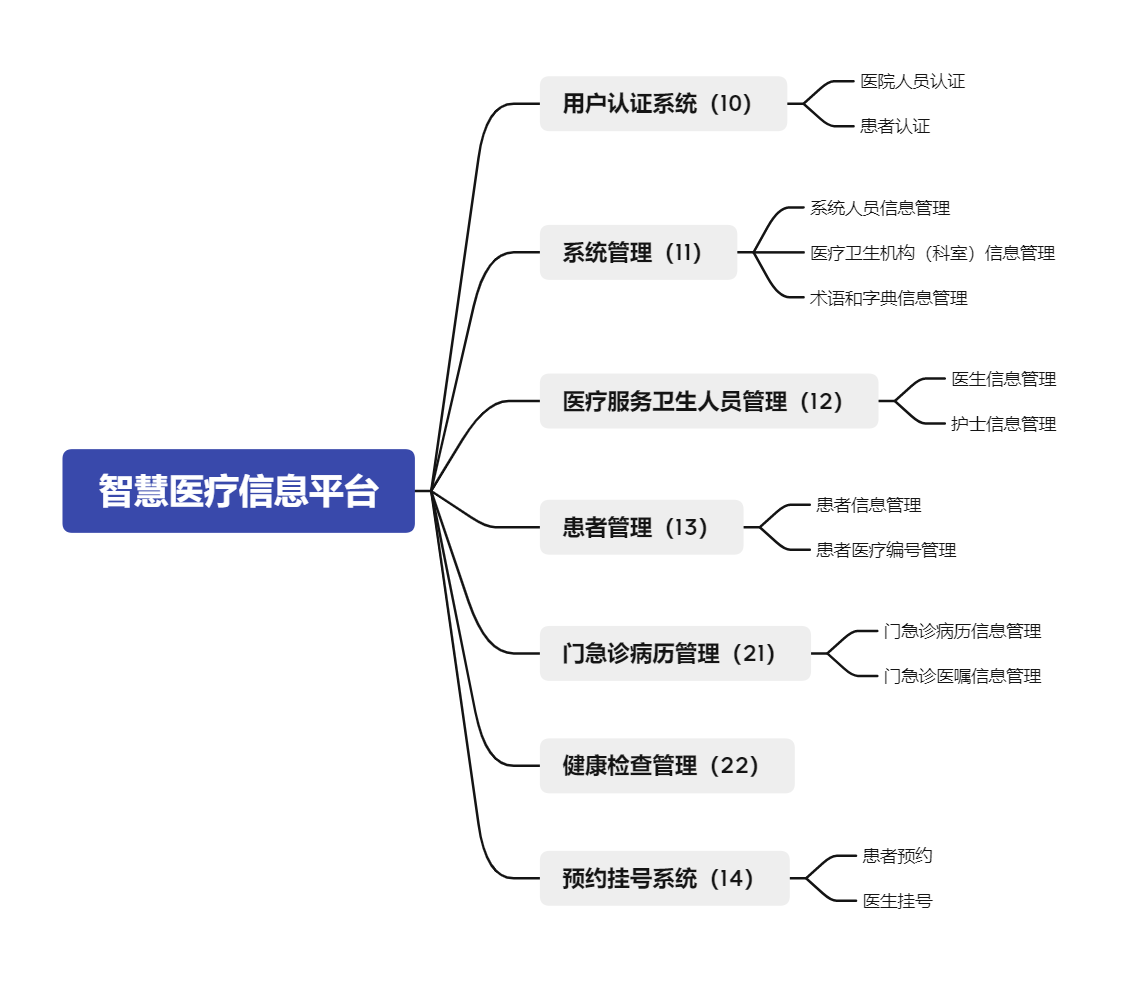 智慧医疗信息平台
用户认证系统（10）
医院人员认证
患者认证
系统管理（11）
系统人员信息管理
医疗卫生机构（科室）信息管理
术语和字典信息管理
医疗服务卫生人员管理（12）
医生信息管理
护士信息管理
患者管理（13）
患者信息管理
患者医疗编号管理
门急诊病历管理（21）
门急诊病历信息管理
门急诊医嘱信息管理
健康检查管理（22）
预约挂号系统（14）
患者预约
医生挂号